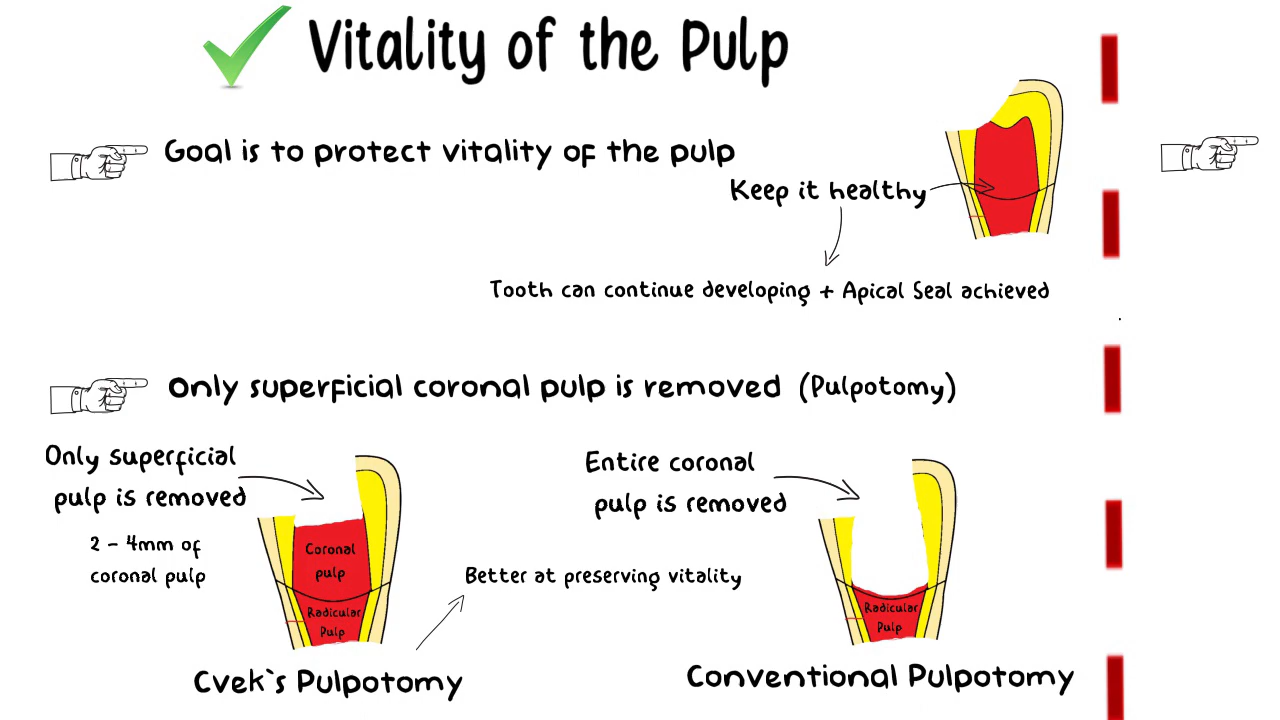 Vitality of the Pulp
Goal is to protect vitality of the pulp
Keep it healthy
Tooth can continue developing + Apical Seal achieved
Only superficial coronal pulp is removed (Pulpotomy)
Only superficial
pulp is removed
2 - 4mm of
coronal pulp
Coronal
pulp
Radicular
Pulp
Better at preserving vitality
Cvek`s Pulpotomy
Entire coronal
pulp is removed
Radicular
Pulp
Conventional Pulpotomy